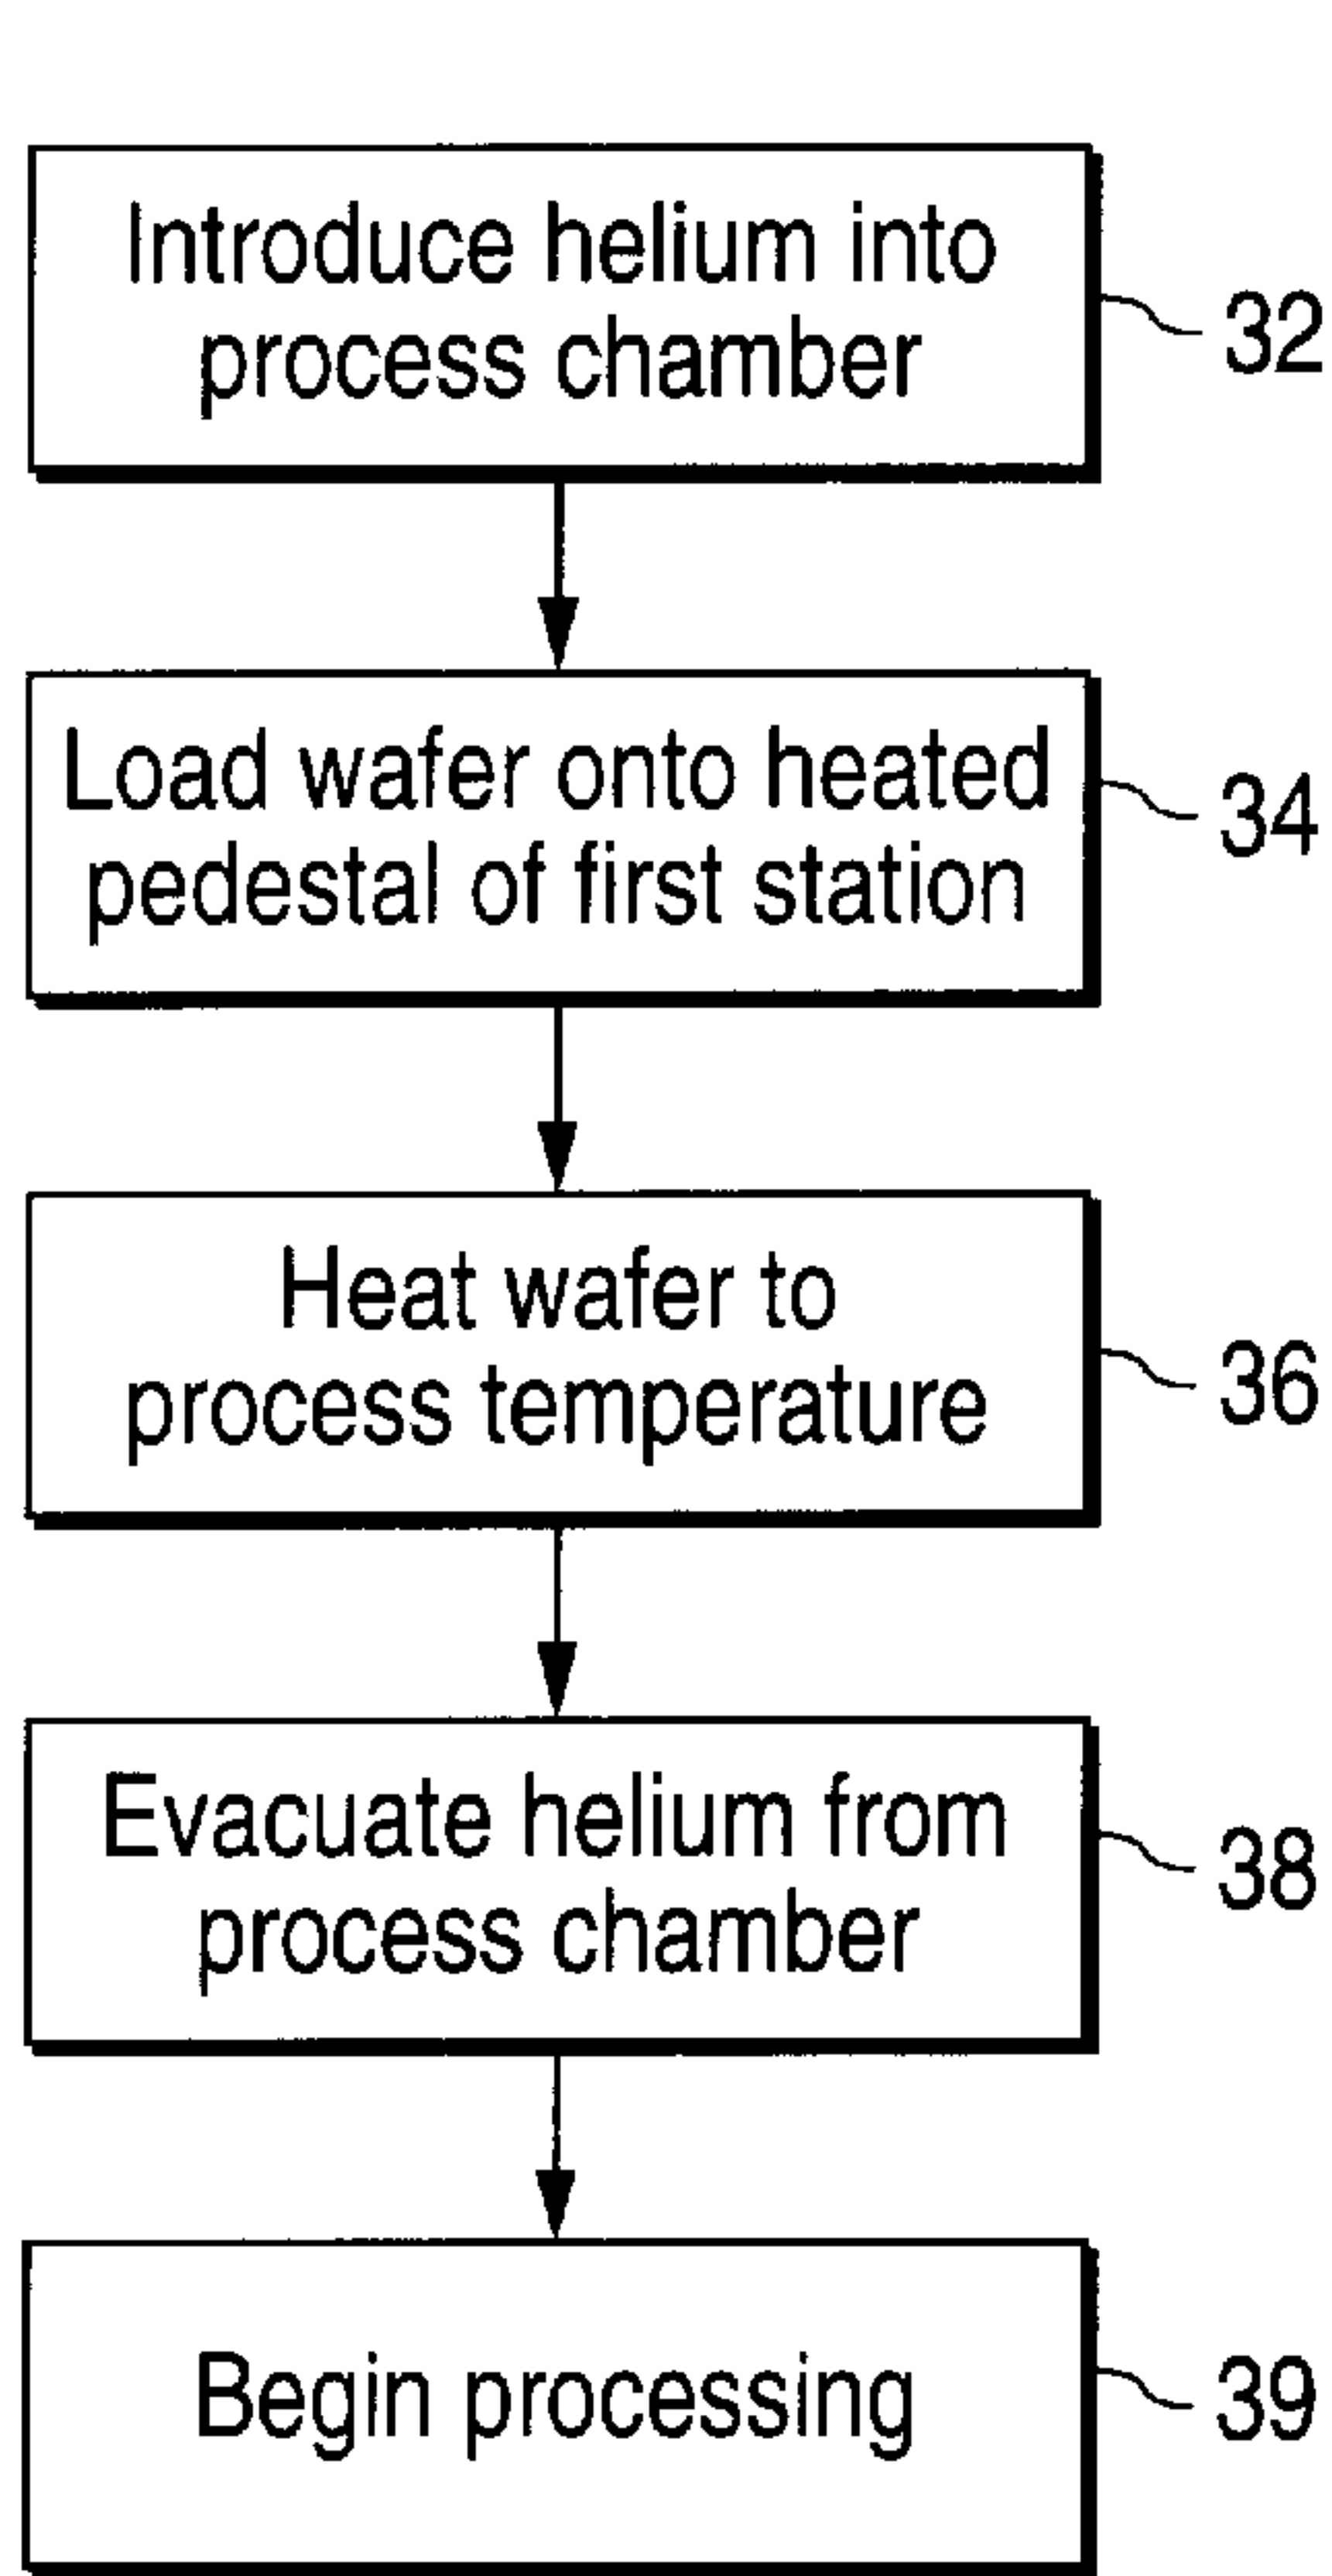 Introduce helium into
process chamber
32
Load wafer onto heated
pedestal of first station
34
Heat wafer to
process temperature
36
Evacuate helium from
process chamber
38
Begin processing
39